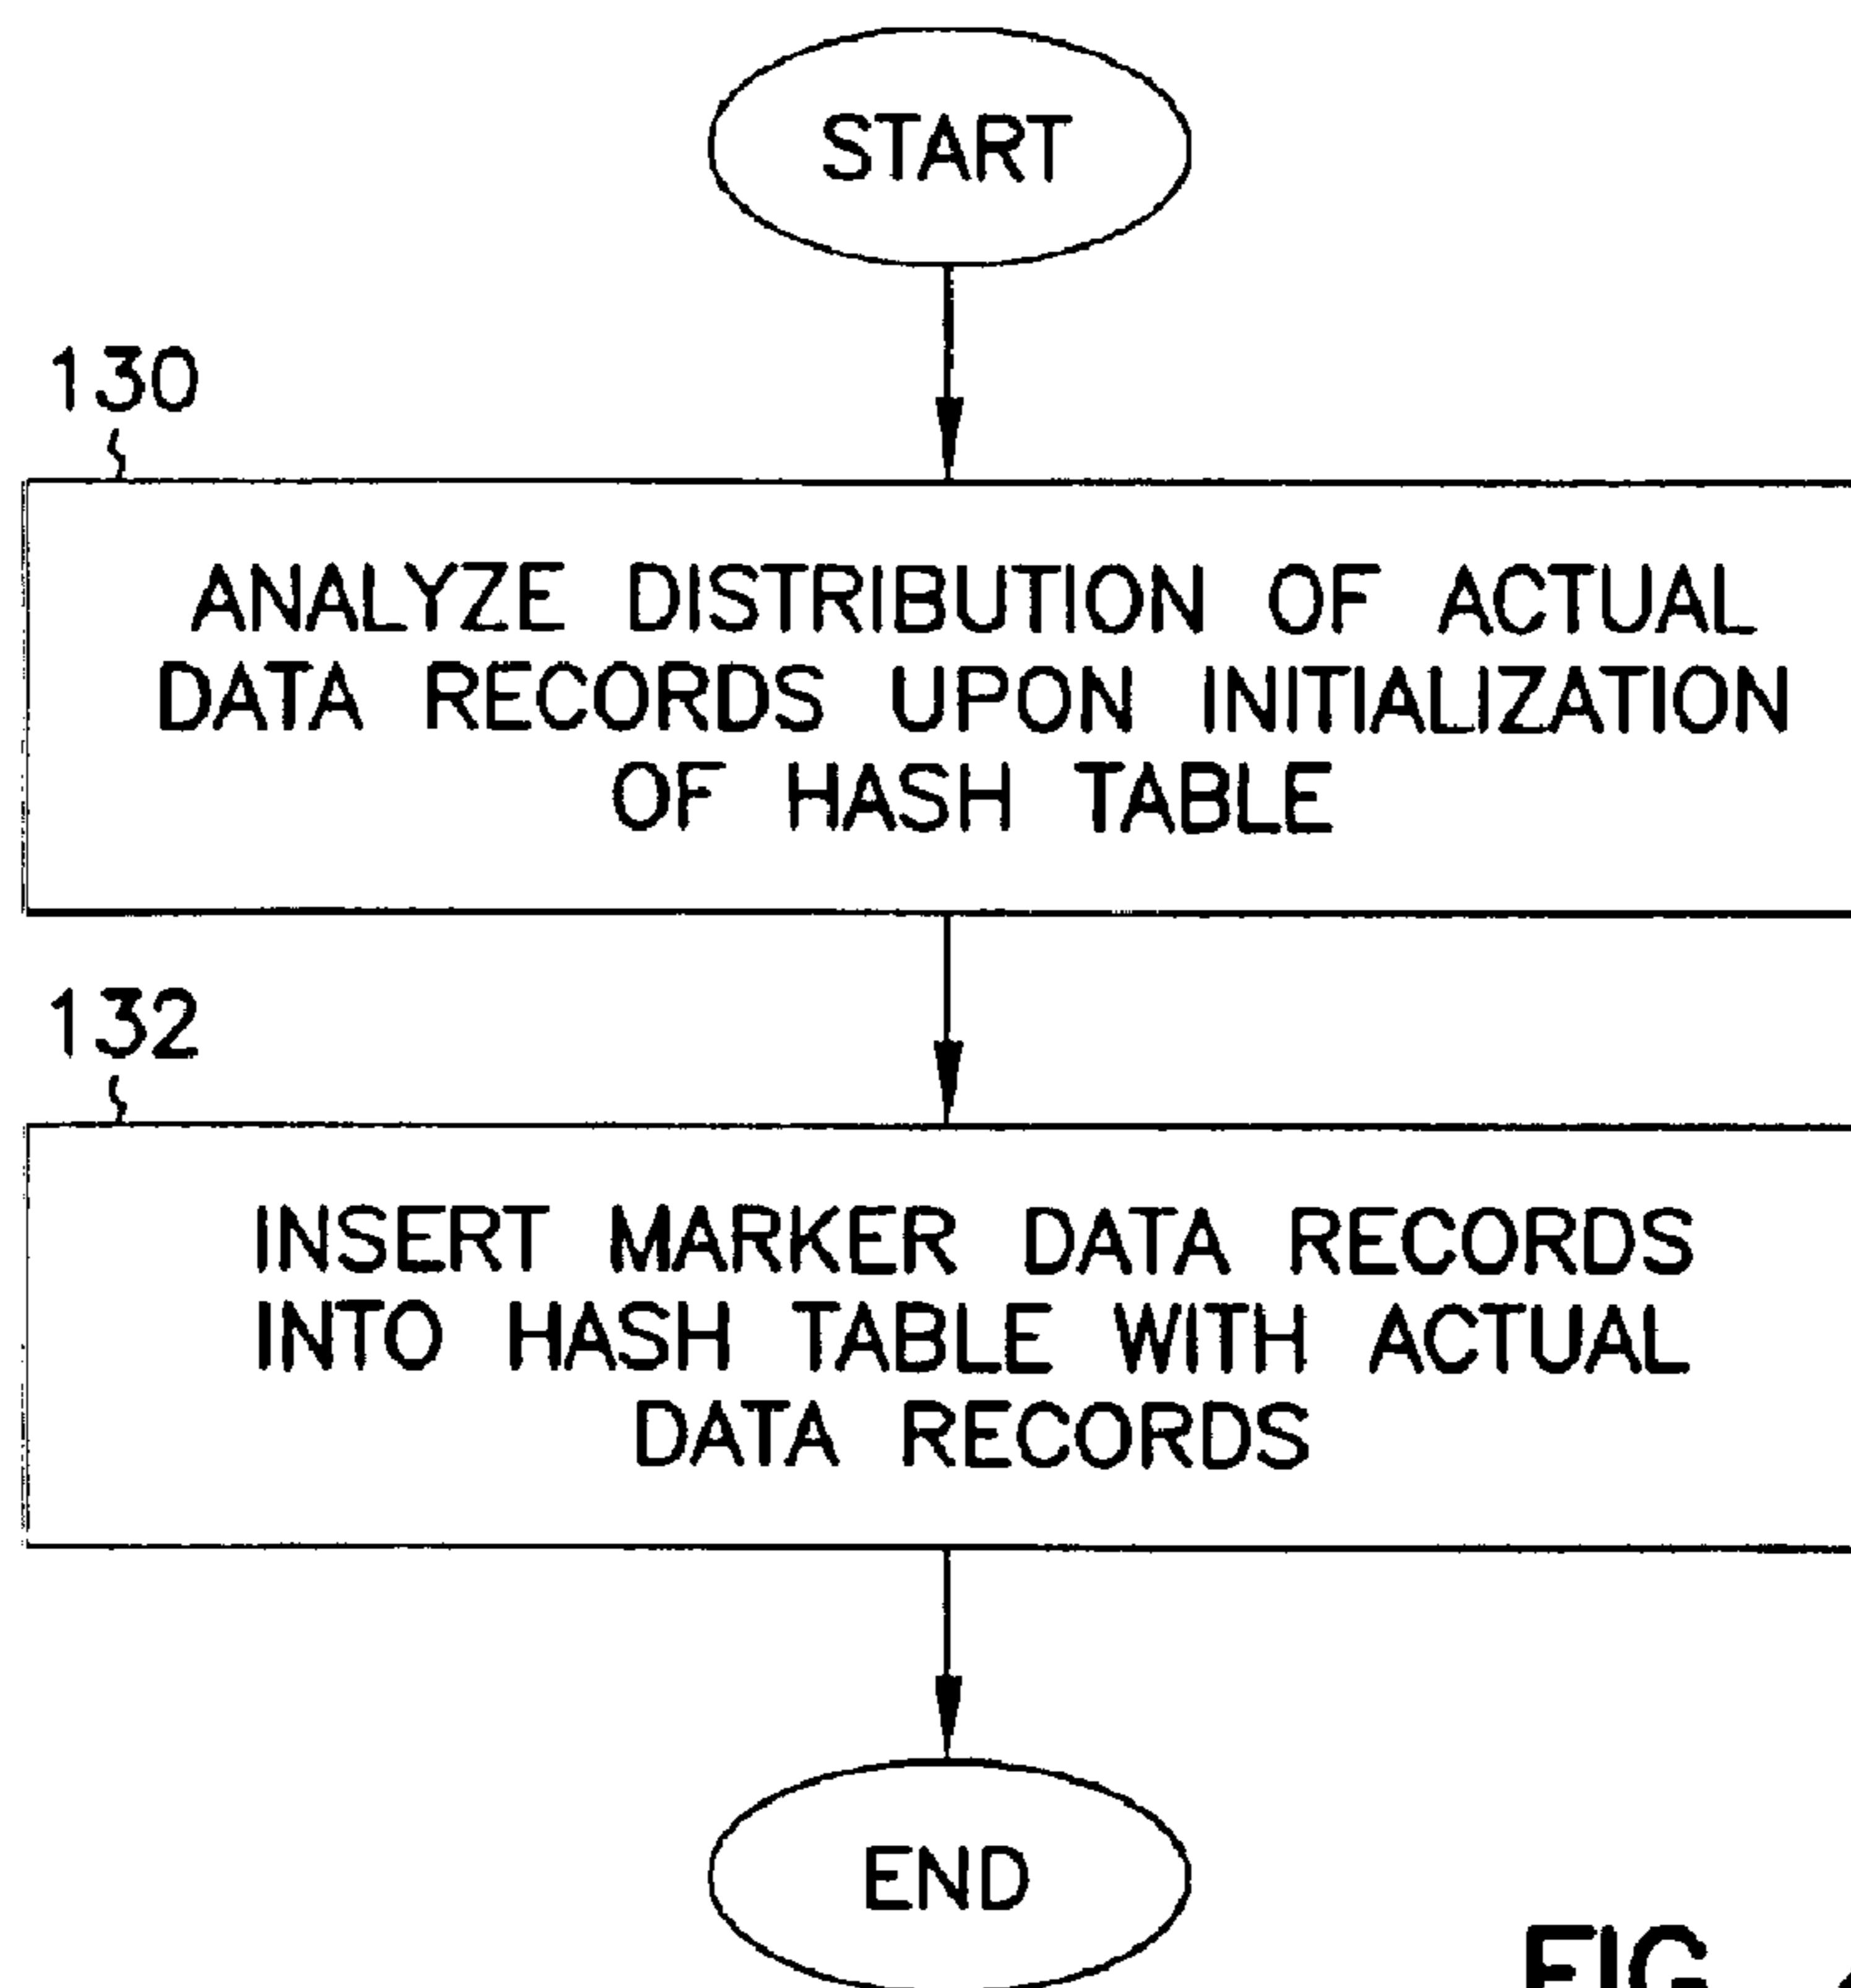 START
130
ANALYZE DISTRIBUTION OF ACTUAL
DATA RECORDS UPON INITIALIZATION
OF HASH TABLE
132
INSERT MARKER DATA RECORDS
INTO HASH TABLE WITH ACTUAL
DATA RECORDS
END
FIG